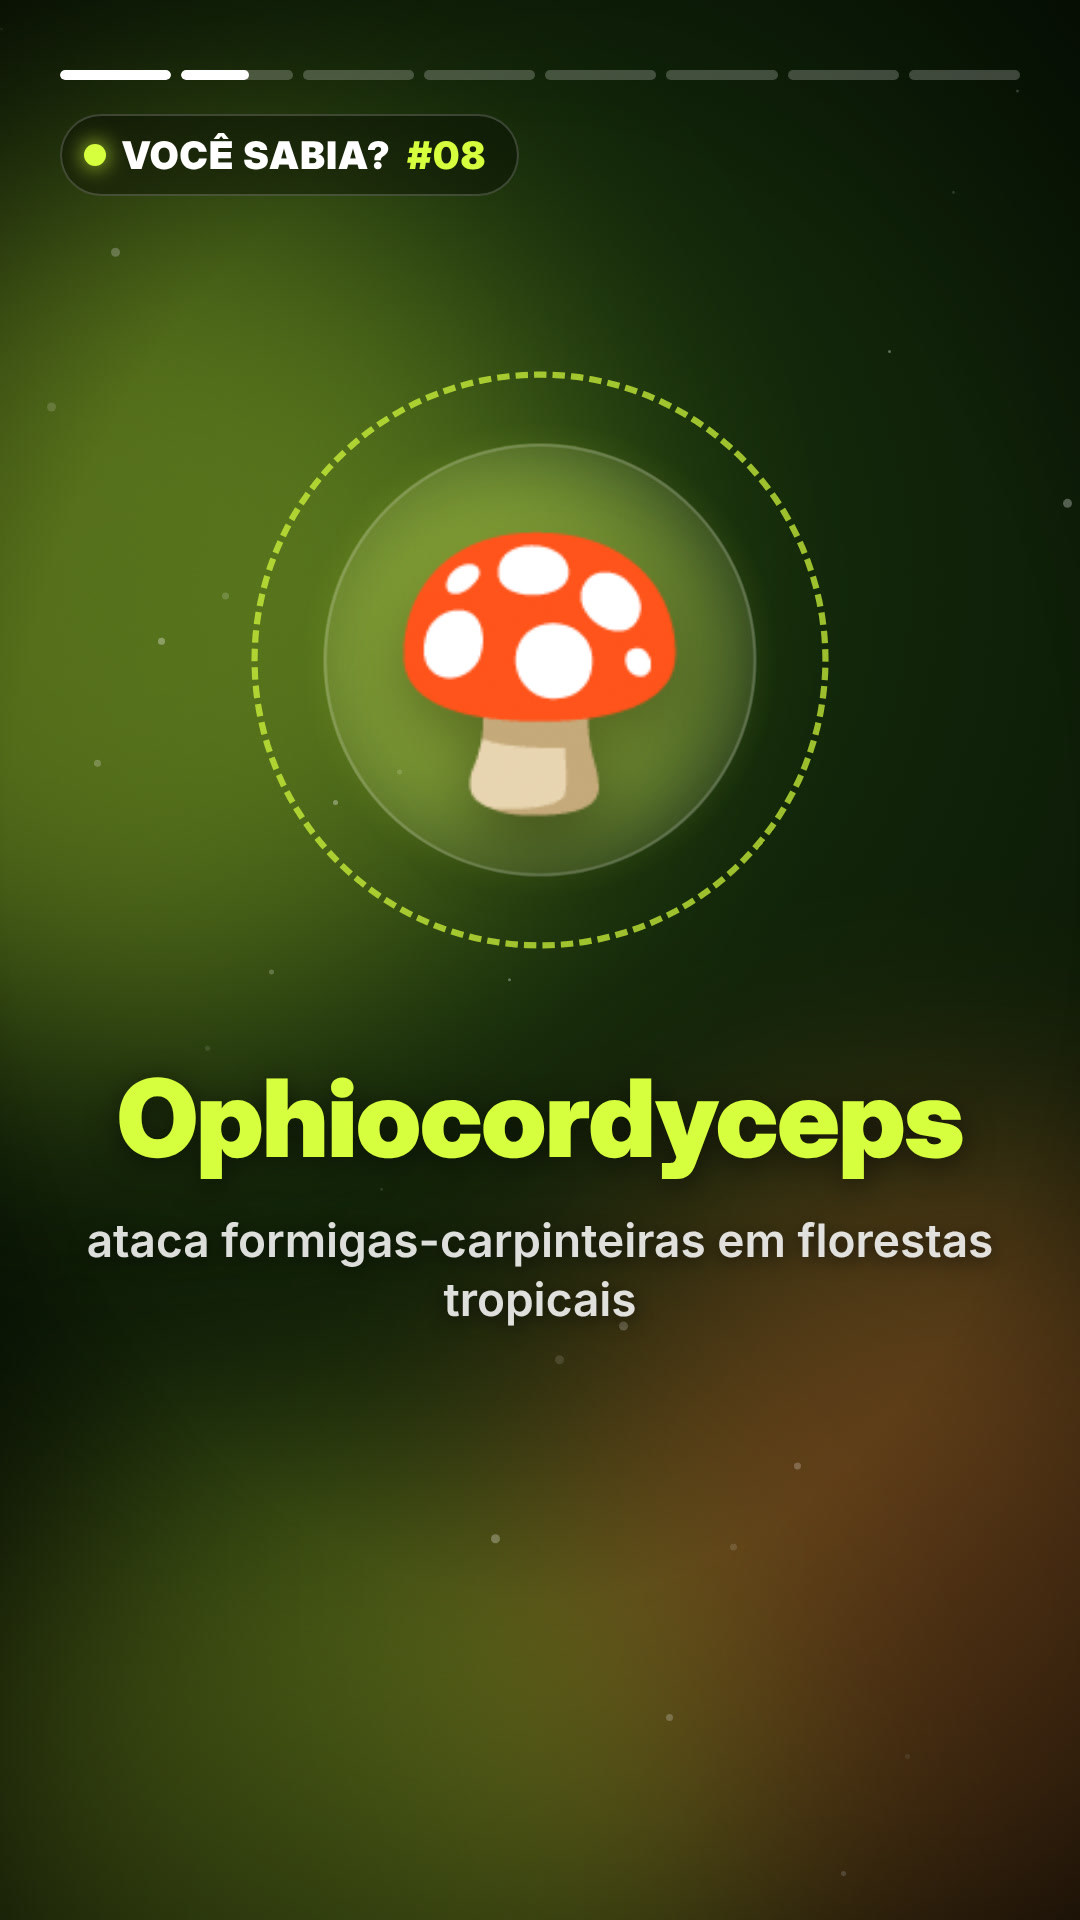 VOCÊ SABIA? #08
Ophiocordyceps
ataca formigas-carpinteiras em florestas
tropicais